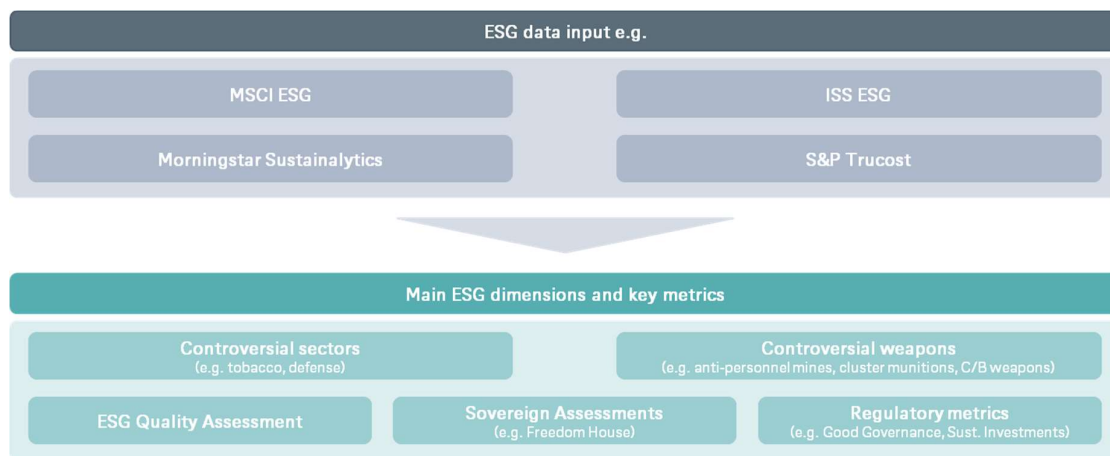 ESG data input e.g.
MSCI ESG
ISS ESG
Morningstar Sustainalytics
S&P Trucost
Main ESG dimensions and key metrics
Controversial sectors
(e.g. tobacco, defense)
Controversial weapons
(e.g. anti-personnel mines, cluster munitions, C/B weapons)
ESG Quality Assessment
Sovereign Assessments
(e.g. Freedom House)
Regulatory metrics
(e.g. Good Governance, Sust. Investments)